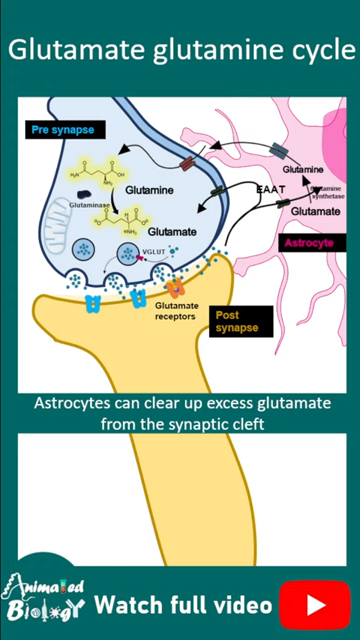 Glutamate glutamine cycle
Pre synapse
Glutamine
Glutaminase
Glutamate
VGLUT
Glutamate
receptors
EAAT
Glutamine
glutamine
synthetase
Glutamate
Astrocyte
Post
synapse
Astrocytes can clear up excess glutamate
from the synaptic cleft
Animated
Biology
Watch full video